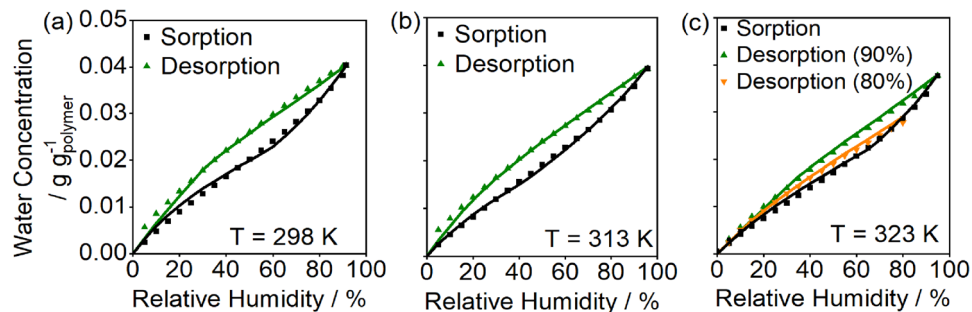 (a)
Sorption
Desorption
T = 298 K
0.05
0.04
0.03
0.02
0.01
0.00
0 20 40 60 80 100
Relative Humidity / %
Water Concentration
/ g g⁻¹polymer
(b)
Sorption
Desorption
T = 313 K
0 20 40 60 80 100
Relative Humidity / %
(c)
Sorption
Desorption (90%)
Desorption (80%)
T = 323 K
0 20 40 60 80 100
Relative Humidity / %